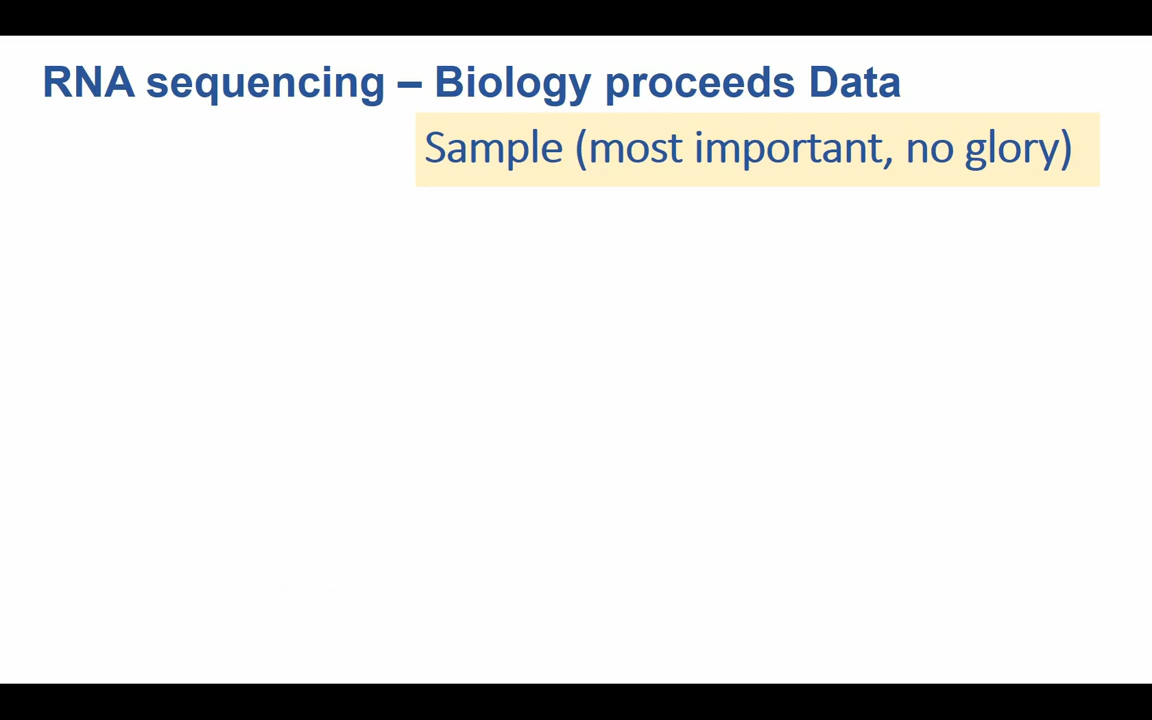 RNA sequencing – Biology proceeds Data
Sample (most important, no glory)